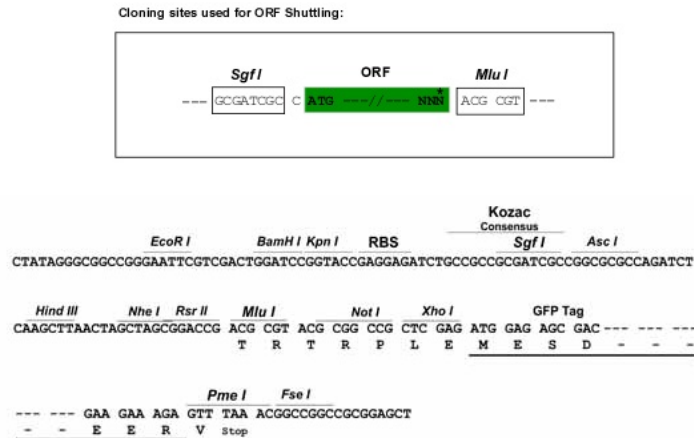 Cloning sites used for ORF Shuttling:
Sgf I ORF Mlu I
--- GCGATCGC C ATG ---//--- NNN* ACG CGT ---
Kozac
Consensus
EcoR I BamH I Kpn I RBS Sgf I Asc I
CTATAGGGCGGCCGGGAATTCGTCGACTGGATCCGGTACCGAGGAGATCTGCCGCCGCGATCGCCGGCGCGCCAGATCT
Hind III Nhe I Rsr II Mlu I Not I Xho I GFP Tag
CAAGCTTAACTAGCTAGCGGACCG ACG CGT ACG CGG CCG CTC GAG ATG GAG AGC GAC --- --- ---
T R T R P L E M E S D - - -
Pme I Fse I
--- --- GAA GAA AGA GTT TAA ACGGCCGGCCGCGGAGCT
- - E E R V Stop